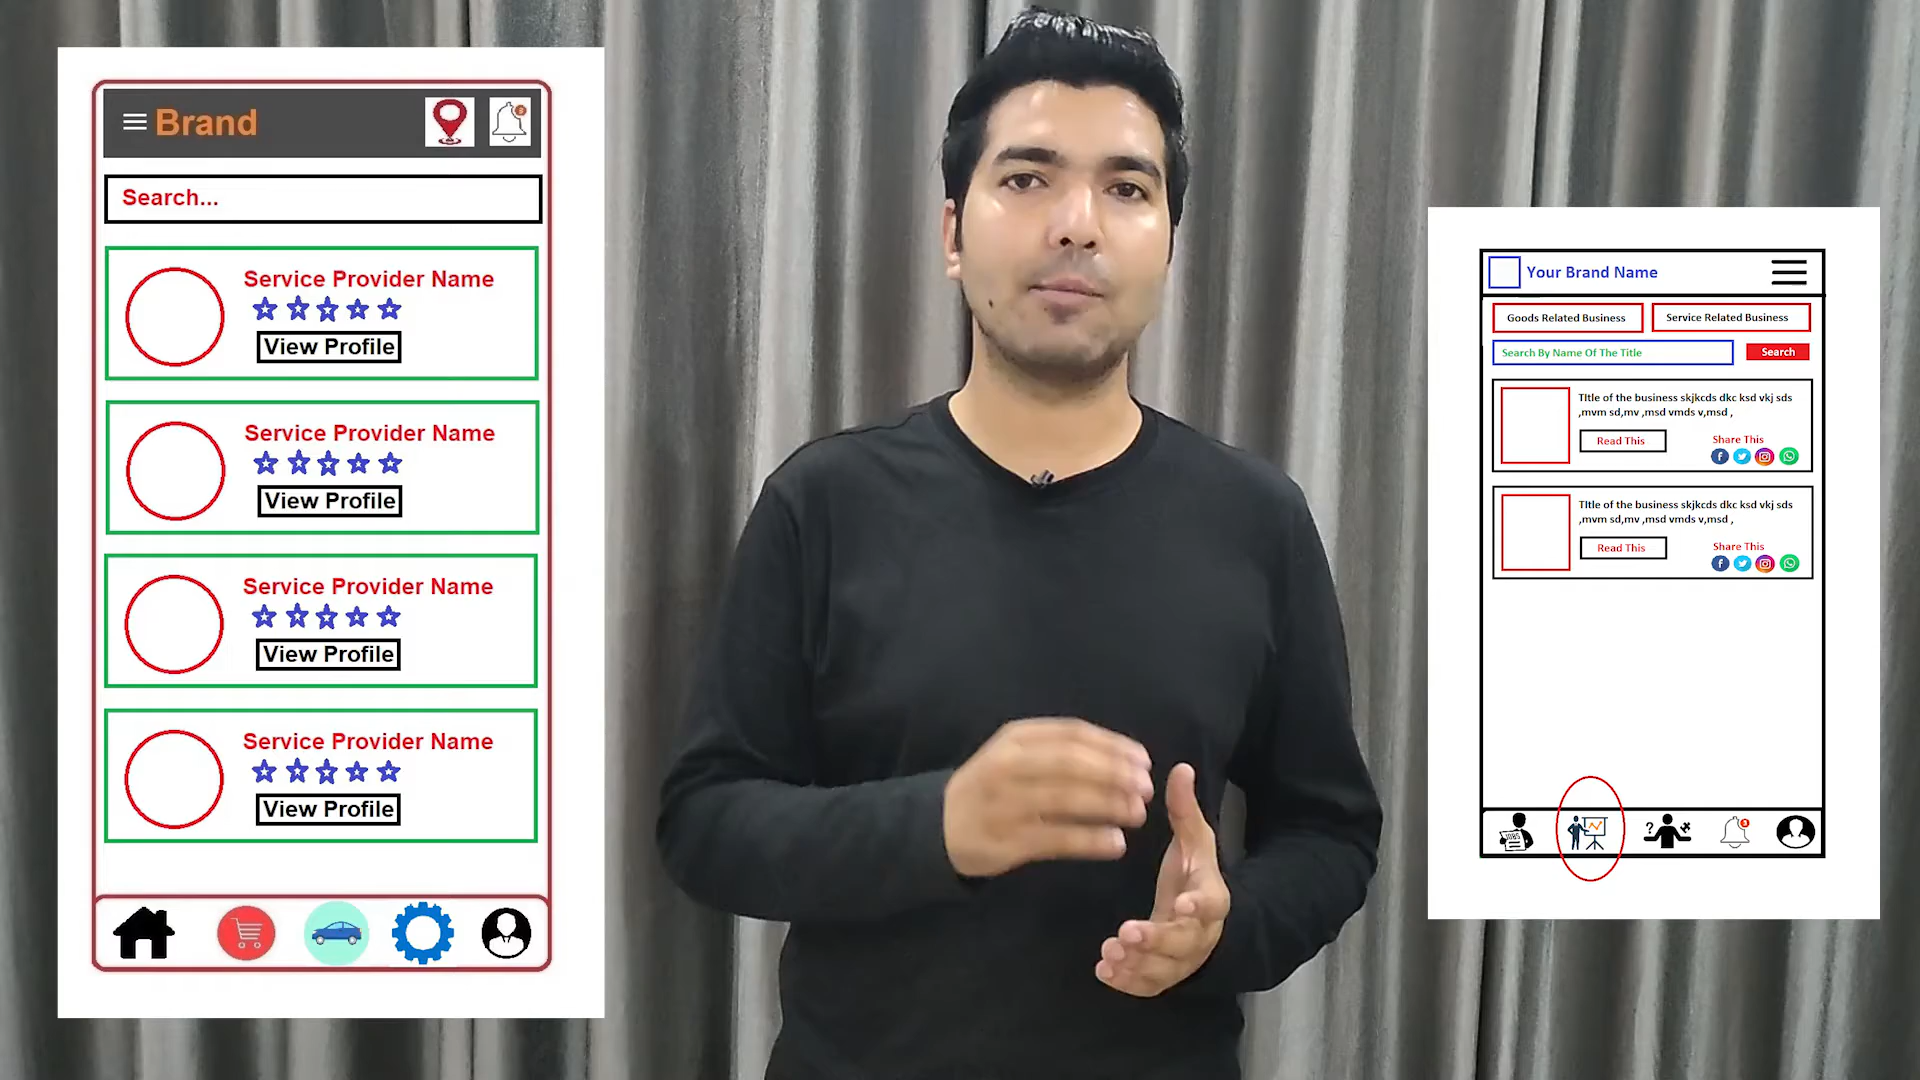 Brand
Search...
Service Provider Name
View Profile
Service Provider Name
View Profile
Service Provider Name
View Profile
Service Provider Name
View Profile
Your Brand Name
Goods Related Business
Service Related Business
Search By Name Of The Title
Search
TItle of the business skjkcds dkc ksd vkj sds
,mvm sd,mv ,msd vmds v,msd ,
Read This
Share This
TItle of the business skjkcds dkc ksd vkj sds
,mvm sd,mv ,msd vmds v,msd ,
Read This
Share This
JOBS
3